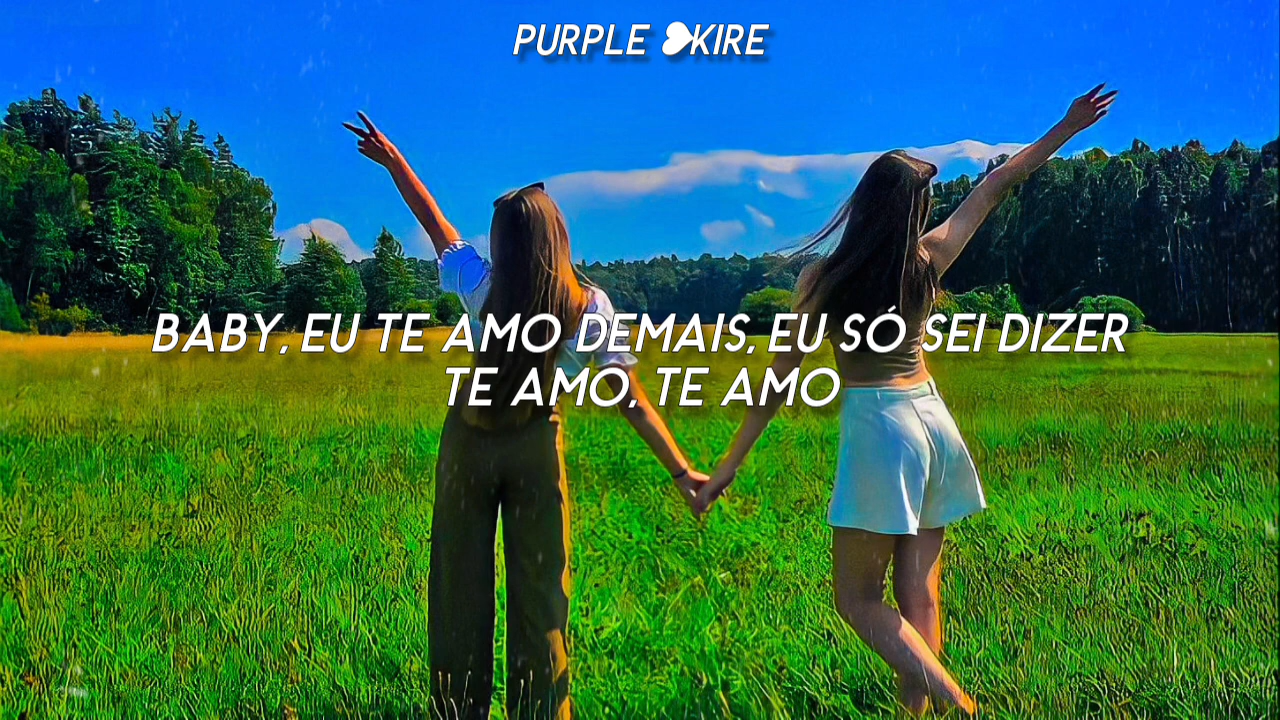 PURPLE ❥KIRE
BABY, EU TE AMO DEMAIS, EU SÓ SEI DIZER
TE AMO, TE AMO